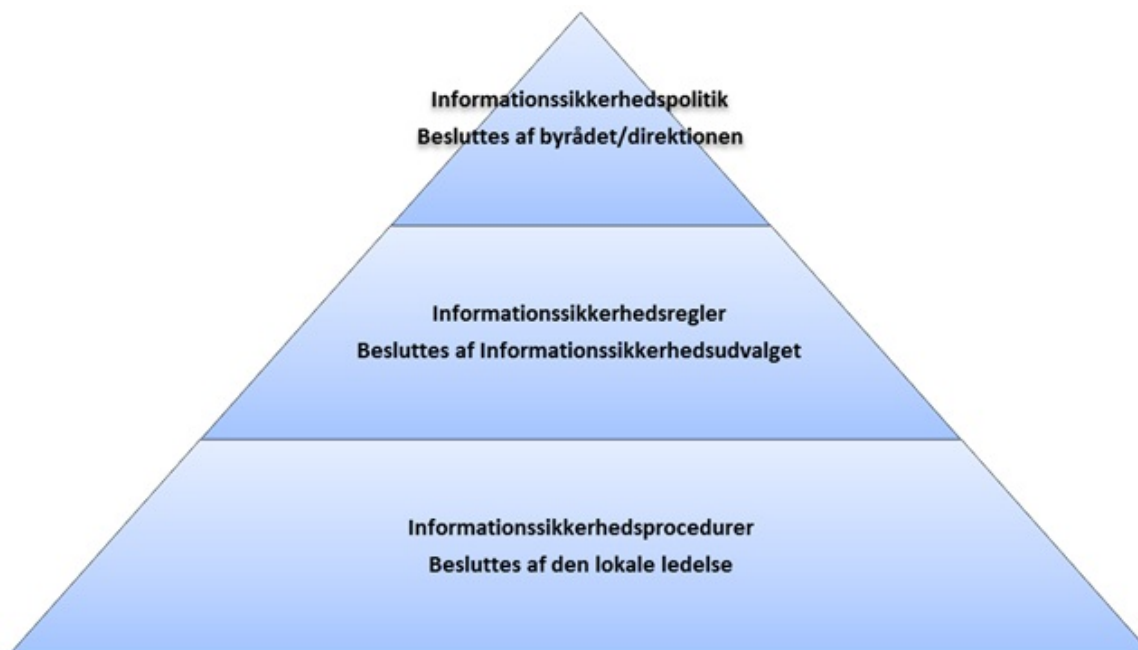 Informationssikkerhedspolitik
Besluttes af byrådet/direktionen
Informationssikkerhedsregler
Besluttes af Informationssikkerhedsudvalget
Informationssikkerhedsprocedurer
Besluttes af den lokale ledelse